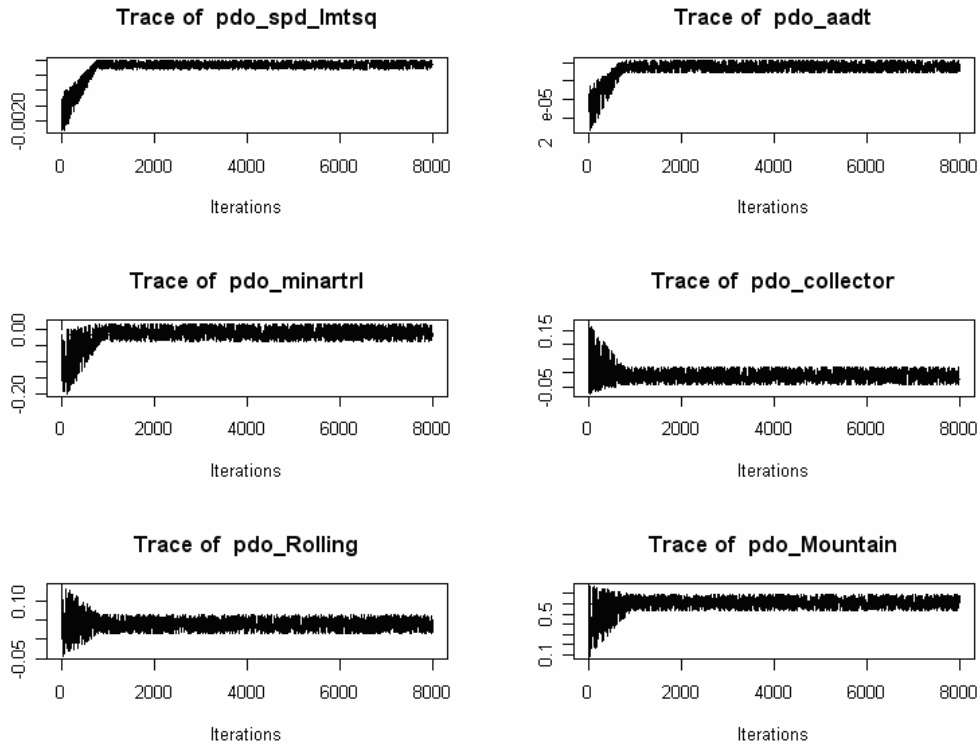 Trace of pdo_spd_lmtsq
Trace of pdo_aadt
-0.0020
2 e-05
0 2000 4000 6000 8000
0 2000 4000 6000 8000
Iterations
Iterations
Trace of pdo_minartrl
Trace of pdo_collector
0.00
-0.20
0.15
-0.05
0 2000 4000 6000 8000
0 2000 4000 6000 8000
Iterations
Iterations
Trace of pdo_Rolling
Trace of pdo_Mountain
0.10
-0.05
0.5
0.1
0 2000 4000 6000 8000
0 2000 4000 6000 8000
Iterations
Iterations